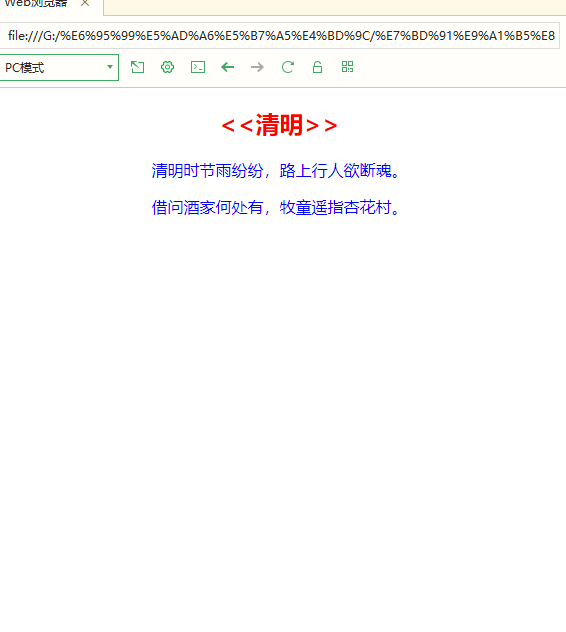 Web浏览器
file:///G:/%E6%95%99%E5%AD%A6%E5%B7%A5%E4%BD%9C/%E7%BD%91%E9%A1%B5%E8
PC模式
<<清明>>
清明时节雨纷纷，路上行人欲断魂。
借问酒家何处有，牧童遥指杏花村。